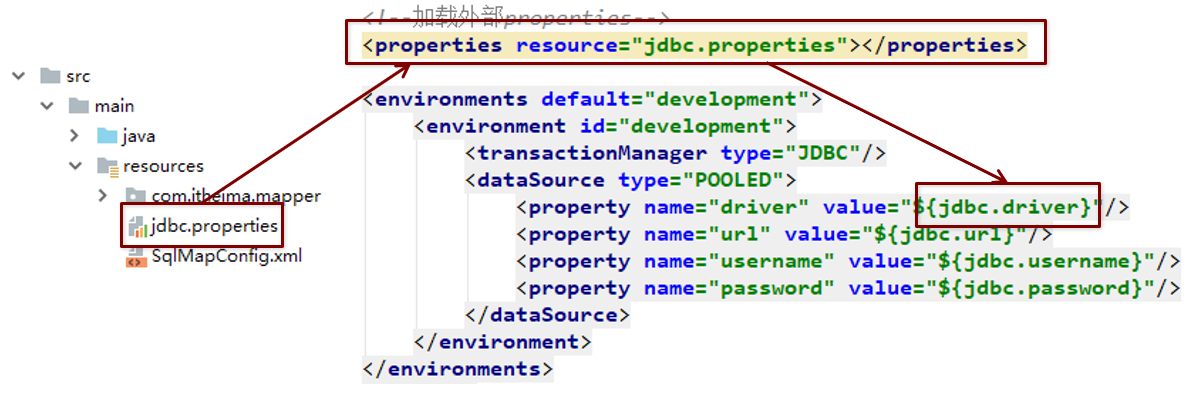 src
main
java
resources
com.itheima.mapper
jdbc.properties
SqlMapConfig.xml
<!--加载外部properties-->
<properties resource="jdbc.properties"></properties>
<environments default="development">
<environment id="development">
<transactionManager type="JDBC"/>
<dataSource type="POOLED">
<property name="driver" value="${jdbc.driver}"/>
<property name="url" value="${jdbc.url}"/>
<property name="username" value="${jdbc.username}"/>
<property name="password" value="${jdbc.password}"/>
</dataSource>
</environment>
</environments>